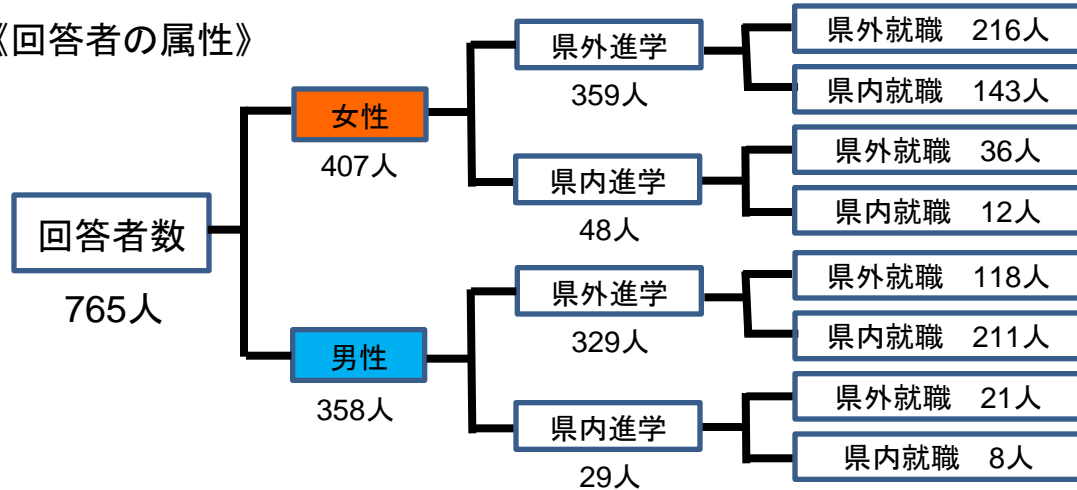 《回答者の属性》
回答者数
765人
女性
407人
県外進学
359人
県外就職 216人
県内就職 143人
県内進学
48人
県外就職 36人
県内就職 12人
男性
358人
県外進学
329人
県外就職 118人
県内就職 211人
県内進学
29人
県外就職 21人
県内就職 8人